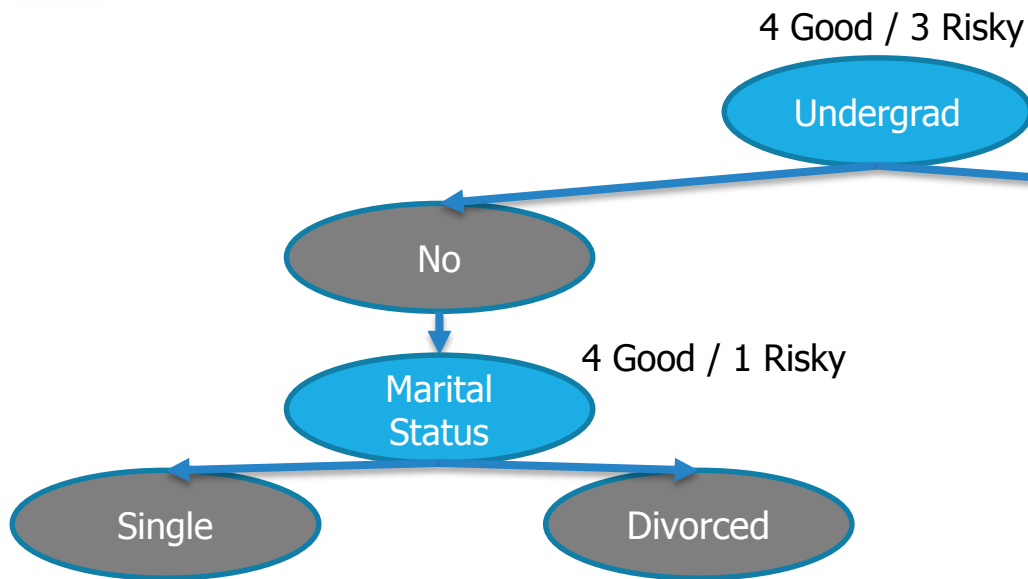 4 Good / 3 Risky
Undergrad
No
4 Good / 1 Risky
Marital
Status
Single
Divorced